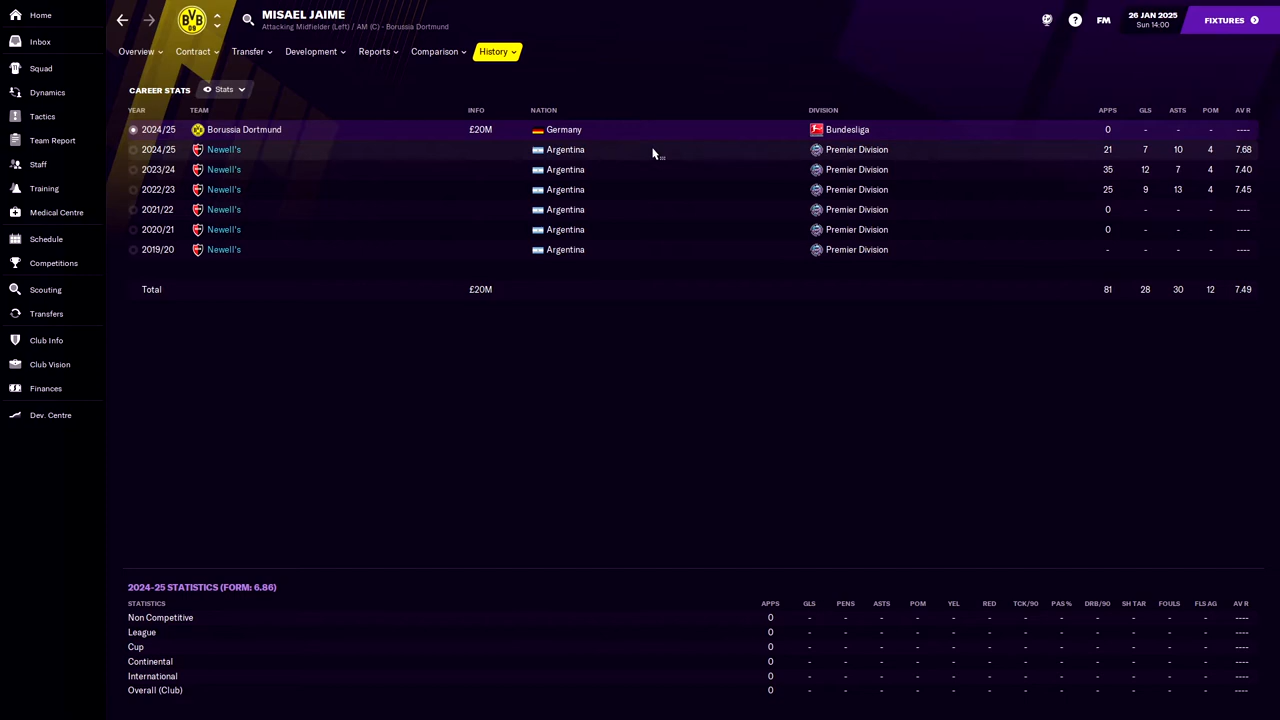 Home
Inbox
Squad
Dynamics
Tactics
Team Report
Staff
Training
Medical Centre
Schedule
Competitions
Scouting
Transfers
Club Info
Club Vision
Finances
Dev. Centre
BVB 09
MISAEL JAIME
Attacking Midfielder (Left) / AM (C) - Borussia Dortmund
? FM 26 JAN 2025 FIXTURES
Sun 14:00
Overview Contract Transfer Development Reports Comparison History
CAREER STATS Stats
YEAR TEAM INFO NATION DIVISION APPS GLS ASTS POM AV R
2024/25 Borussia Dortmund £20M Germany Bundesliga 0 - - - ----
2024/25 Newell's Argentina Premier Division 21 7 10 4 7.68
2023/24 Newell's Argentina Premier Division 35 12 7 4 7.40
2022/23 Newell's Argentina Premier Division 25 9 13 4 7.45
2021/22 Newell's Argentina Premier Division 0 - - - ----
2020/21 Newell's Argentina Premier Division 0 - - - ----
2019/20 Newell's Argentina Premier Division - - - - ----
Total £20M 81 28 30 12 7.49
2024-25 STATISTICS (FORM: 6.86)
STATISTICS APPS GLS PENS ASTS POM YEL RED TCK/90 PAS % DRB/90 SH TAR FOULS FLS AG AV R
Non Competitive 0 - - - - - - - - - - - - ----
League 0 - - - - - - - - - - - - ----
Cup 0 - - - - - - - - - - - - ----
Continental 0 - - - - - - - - - - - - ----
International 0 - - - - - - - - - - - - ----
Overall (Club) 0 - - - - - - - - - - - - ----